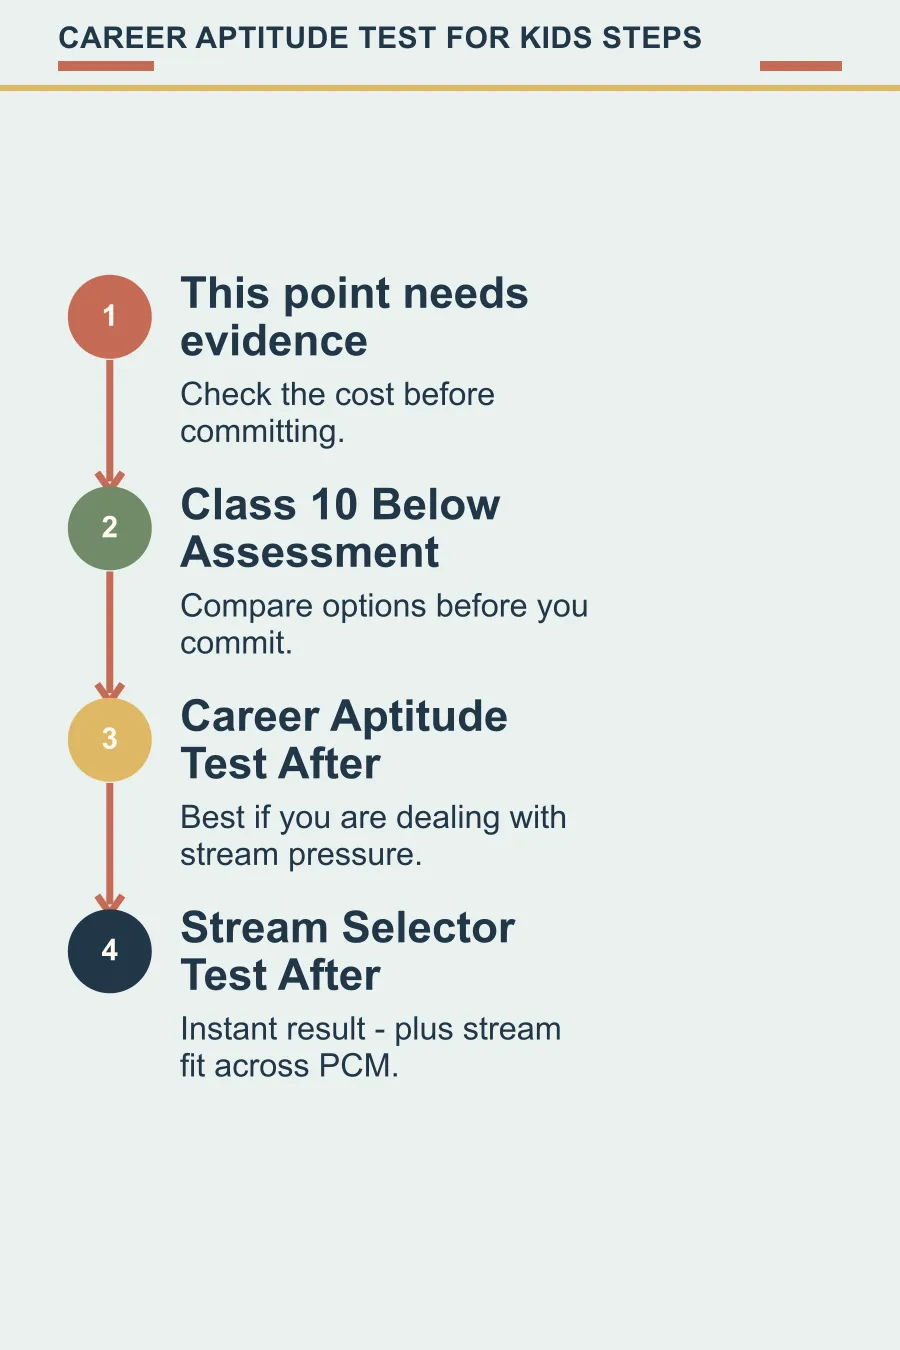 CAREER APTITUDE TEST FOR KIDS STEPS
1
This point needs
evidence
Check the cost before
committing.
2
Class 10 Below
Assessment
Compare options before you
commit.
3
Career Aptitude
Test After
Best if you are dealing with
stream pressure.
4
Stream Selector
Test After
Instant result - plus stream
fit across PCM.